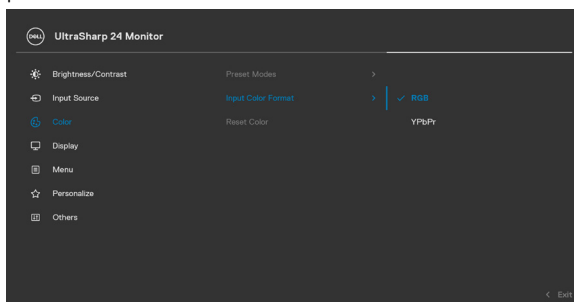 DELL UltraSharp 24 Monitor
Brightness/Contrast Preset Modes >
Input Source Input Color Format > ✓ RGB
Color Reset Color YPbPr
Display
Menu
Personalize
Others
< Exit